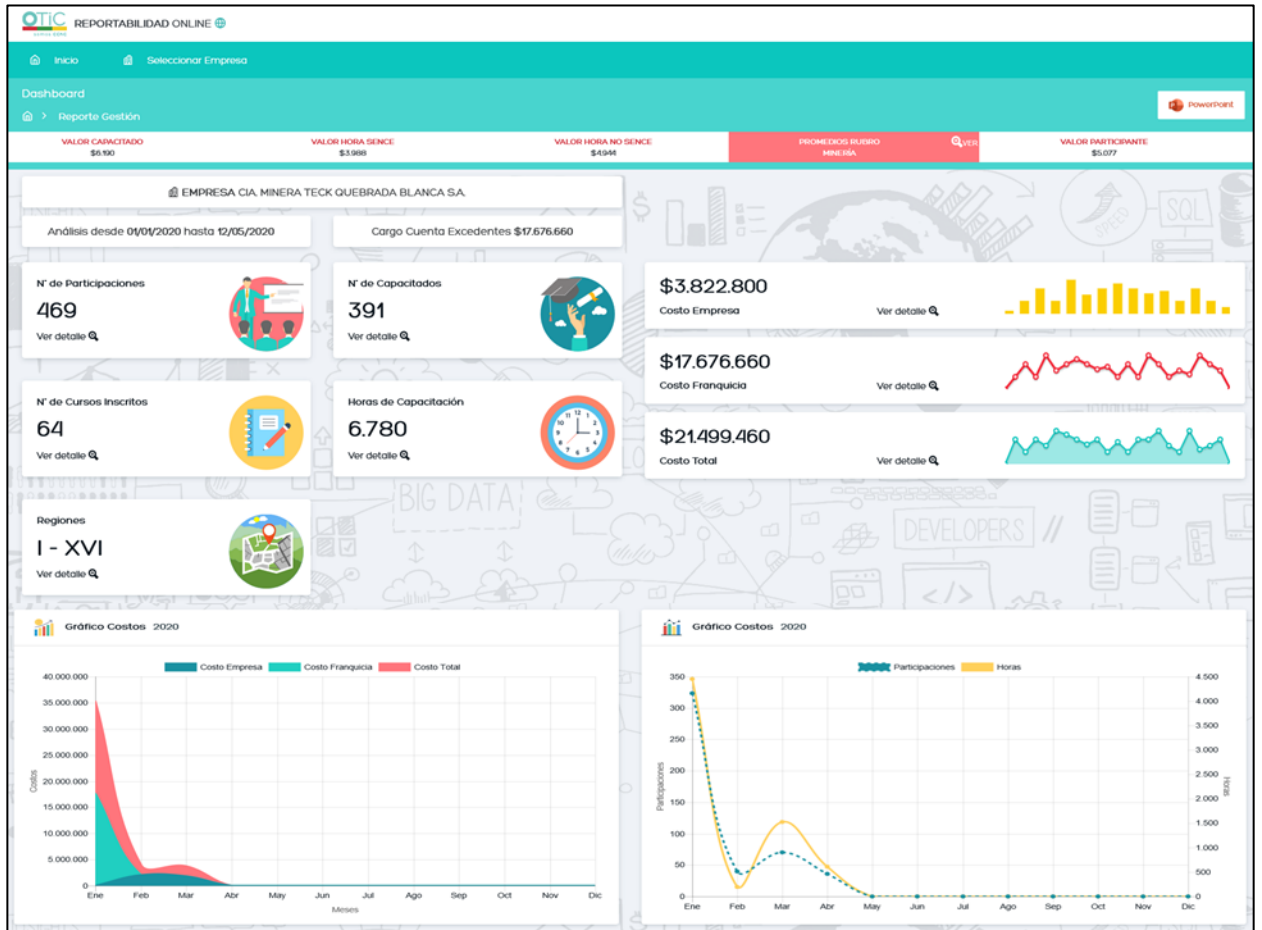 OTIC
SOMOS CCHC
REPORTABILIDAD ONLINE
Inicio
Seleccionar Empresa
Dashboard
Reporte Gestión
PowerPoint
VALOR CAPACITADO
$6.190
VALOR HORA SENCE
$3.988
VALOR HORA NO SENCE
$4.944
PROMEDIOS RUBRO
MINERÍA
VER
VALOR PARTICIPANTE
$5.077
EMPRESA CIA. MINERA TECK QUEBRADA BLANCA S.A.
Análisis desde 01/01/2020 hasta 12/05/2020
Cargo Cuenta Excedentes $17.676.660
N° de Participaciones
469
Ver detalle
N° de Capacitados
391
Ver detalle
$3.822.800
Costo Empresa
Ver detalle
$17.676.660
Costo Franquicia
Ver detalle
N° de Cursos Inscritos
64
Ver detalle
Horas de Capacitación
6.780
Ver detalle
$21.499.460
Costo Total
Ver detalle
Regiones
I - XVI
Ver detalle
SPEED
SQL
BIG DATA
DEVELOPERS
</>
Gráfico Costos 2020
Costo Empresa Costo Franquicia Costo Total
40.000.000
35.000.000
30.000.000
25.000.000
20.000.000
15.000.000
10.000.000
5.000.000
0
Costos
Ene Feb Mar Abr May Jun Jul Ago Sep Oct Nov Dic
Meses
Gráfico Costos 2020
Participaciones Horas
350
300
250
200
150
100
50
0
Participaciones
4.500
4.000
3.500
3.000
2.500
2.000
1.500
1.000
500
0
Horas
Ene Feb Mar Abr May Jun Jul Ago Sep Oct Nov Dic